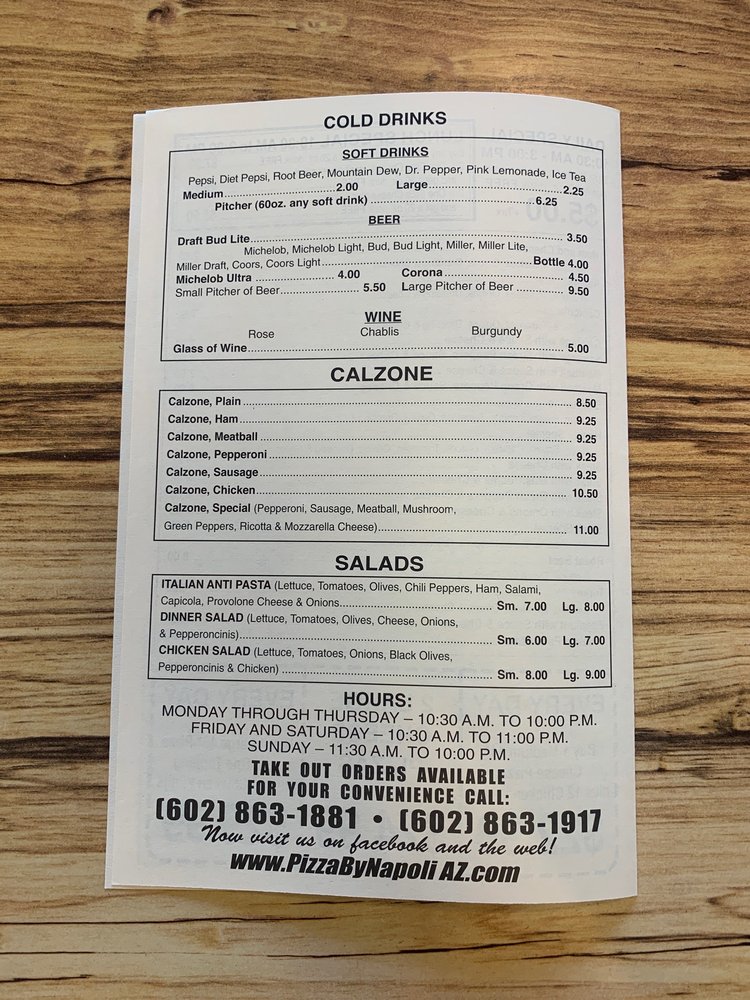 COLD DRINKS
SOFT DRINKS
Pepsi, Diet Pepsi, Root Beer, Mountain Dew, Dr. Pepper, Pink Lemonade, Ice Tea
Medium 2.00 Large 2.25
Pitcher (60oz. any soft drink) 6.25
BEER
Draft Bud Lite 3.50
Michelob, Michelob Light, Bud, Bud Light, Miller, Miller Lite,
Miller Draft, Coors, Coors Light Bottle 4.00
Michelob Ultra 4.00 Corona 4.50
Small Pitcher of Beer 5.50 Large Pitcher of Beer 9.50
WINE
Rose Chablis Burgundy
Glass of Wine 5.00
CALZONE
Calzone, Plain 8.50
Calzone, Ham 9.25
Calzone, Meatball 9.25
Calzone, Pepperoni 9.25
Calzone, Sausage 9.25
Calzone, Chicken 10.50
Calzone, Special (Pepperoni, Sausage, Meatball, Mushroom,
Green Peppers, Ricotta & Mozzarella Cheese) 11.00
SALADS
ITALIAN ANTI PASTA (Lettuce, Tomatoes, Olives, Chili Peppers, Ham, Salami,
Capicola, Provolone Cheese & Onions Sm. 7.00 Lg. 8.00
DINNER SALAD (Lettuce, Tomatoes, Olives, Cheese, Onions,
& Pepperoncinis) Sm. 6.00 Lg. 7.00
CHICKEN SALAD (Lettuce, Tomatoes, Onions, Black Olives,
Pepperoncinis & Chicken) Sm. 8.00 Lg. 9.00
HOURS:
MONDAY THROUGH THURSDAY – 10:30 A.M. TO 10:00 P.M.
FRIDAY AND SATURDAY – 10:30 A.M. TO 11:00 P.M.
SUNDAY – 11:30 A.M. TO 10:00 P.M.
TAKE OUT ORDERS AVAILABLE
FOR YOUR CONVENIENCE CALL:
(602) 863-1881 • (602) 863-1917
Now visit us on facebook and the web!
www.PizzaByNapoliAZ.com